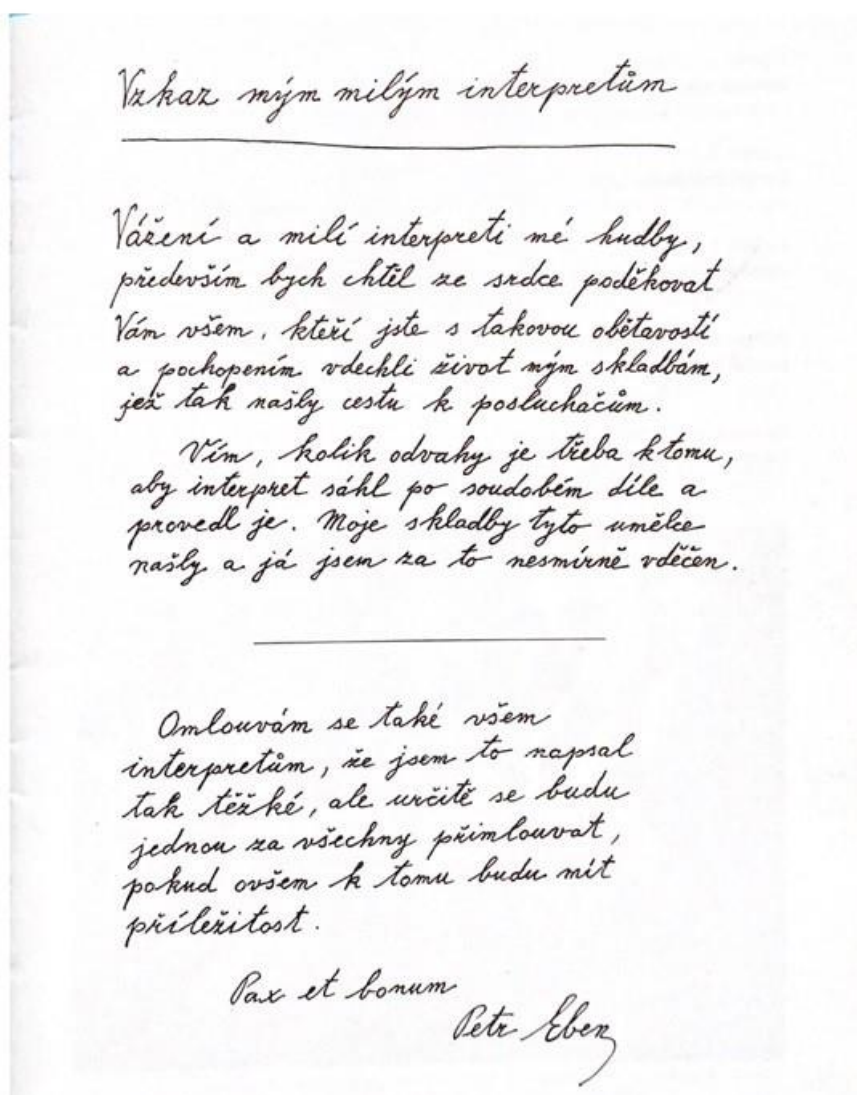 Vzkaz mým milým interpretům
Vážení a milí interpreti mé hudby,
především bych chtěl ze srdce poděkovat
Vám všem, kteří jste s takovou obětavostí
a pochopením vdechli život mým skladbám,
jež tak našly cestu k posluchačům.
Vím, kolik odvahy je třeba k tomu,
aby interpret sáhl po soudobém díle a
provedl je. Moje skladby tyto umělce
našly a já jsem za to nesmírně vděčen.
Omlouvám se také všem
interpretům, že jsem to napsal
tak těžké, ale určitě se budu
jednou za všechny přimlouvat,
pokud ovšem k tomu budu mít
příležitost.
Pax et bonum
Petr Eben